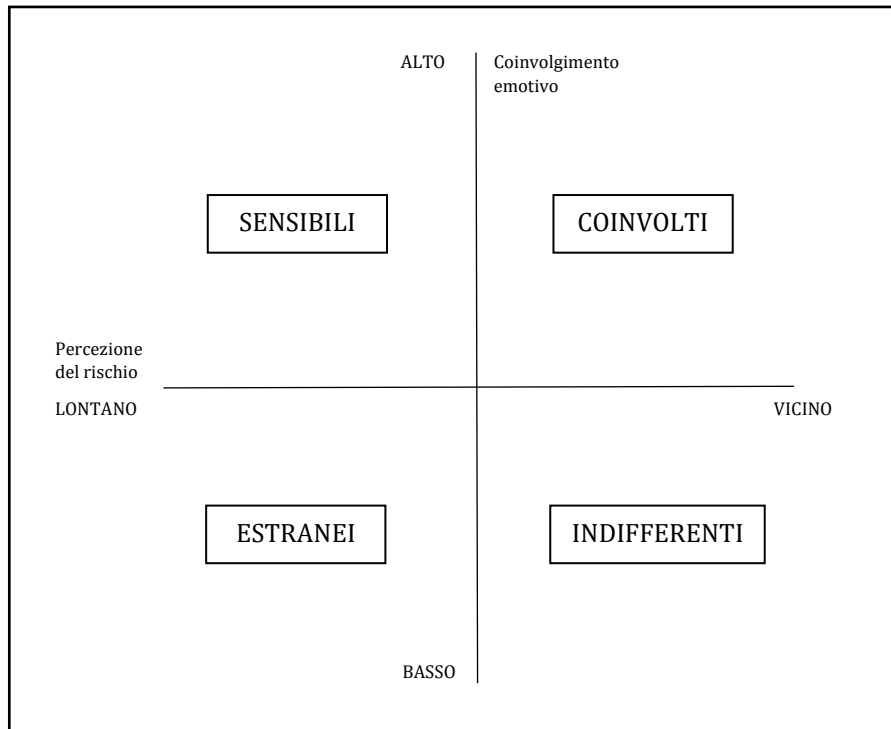 ALTO
Coinvolgimento
emotivo
SENSIBILI
COINVOLTI
Percezione
del rischio
LONTANO
VICINO
ESTRANEI
INDIFFERENTI
BASSO